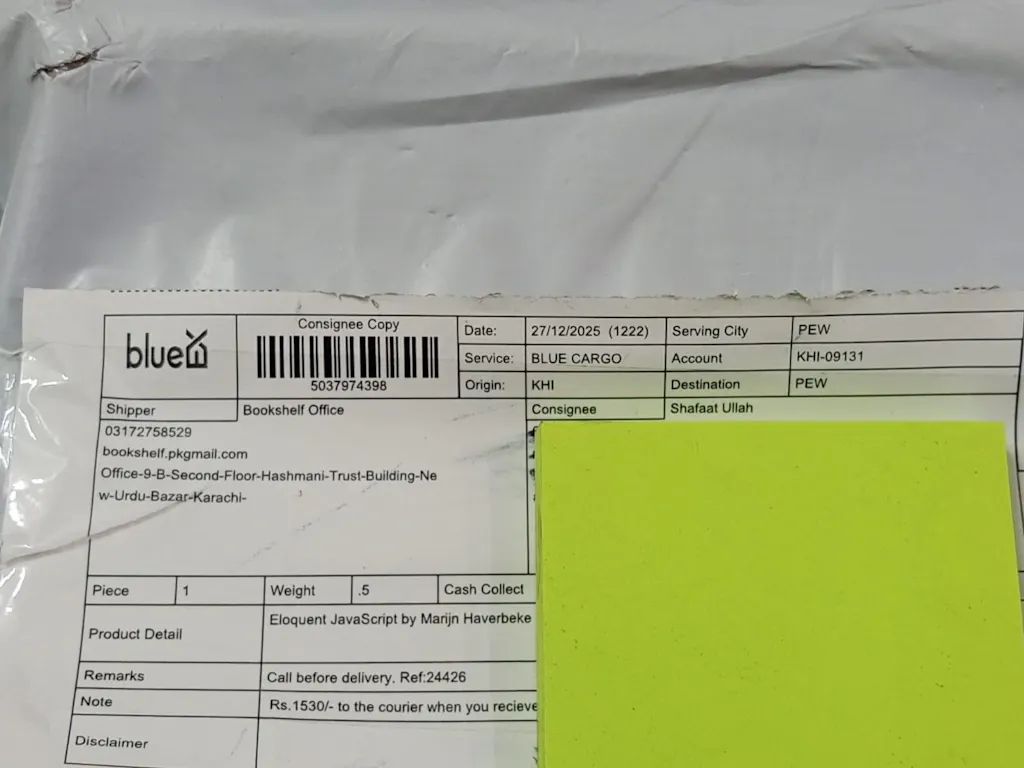 blueEX
Consignee Copy
5037974398
Date: 27/12/2025 (1222) Serving City PEW
Service: BLUE CARGO Account KHI-09131
Origin: KHI Destination PEW
Shipper Bookshelf Office Consignee Shafaat Ullah
03172758529
bookshelf.pkgmail.com
Office-9-B-Second-Floor-Hashmani-Trust-Building-Ne
w-Urdu-Bazar-Karachi-
Piece 1 Weight .5 Cash Collect
Product Detail Eloquent JavaScript by Marijn Haverbeke
Remarks Call before delivery. Ref:24426
Note Rs.1530/- to the courier when you recieve
Disclaimer